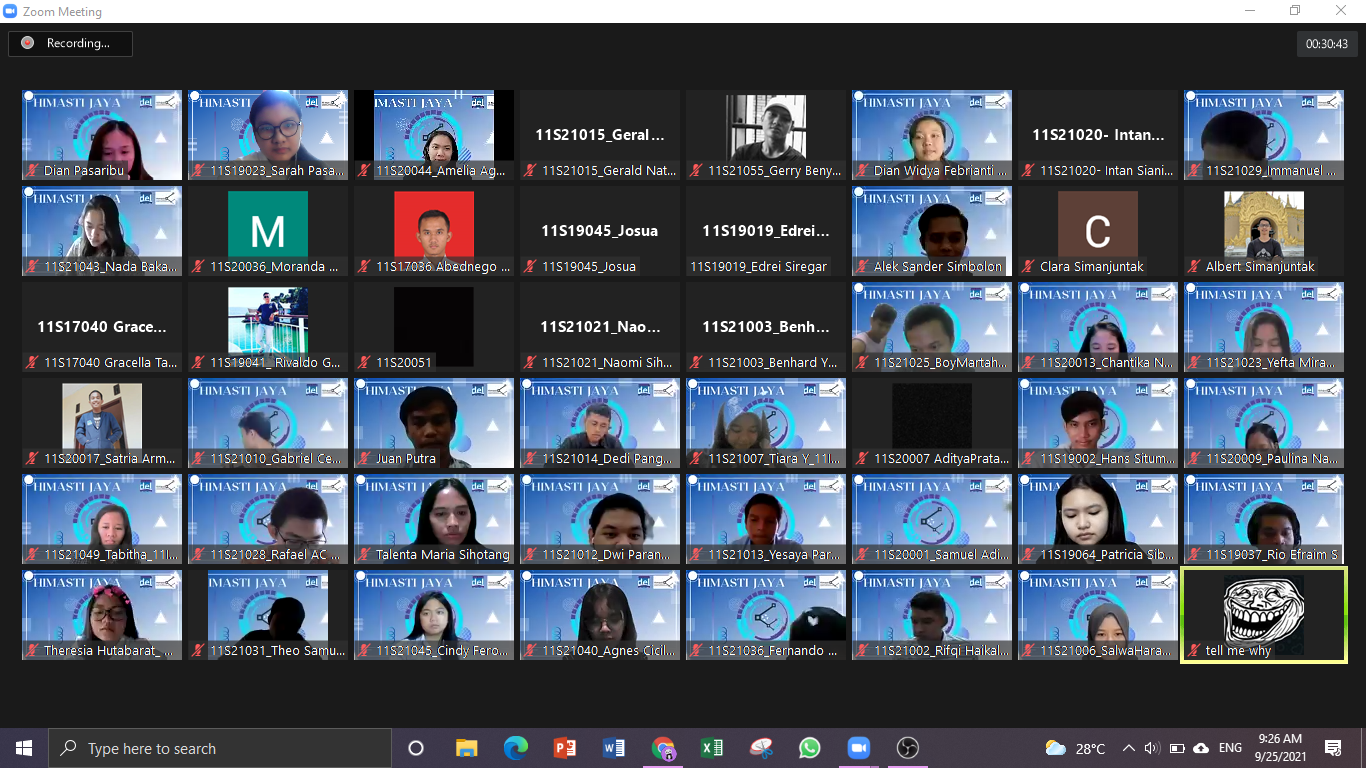 Zoom Meeting
Recording...
00:30:43
HIMASTI JAYA del
HIMASTI JAYA del
HIMASTI JAYA del
11S21015_Geral...
HIMASTI JAYA del
11S21020- Intan...
HIMASTI JAYA del
Dian Pasaribu
11S19023_Sarah Pasa...
11S20044_Amelia Ag...
11S21015_Gerald Nat...
11S21055_Gerry Beny...
Dian Widya Febrianti ...
11S21020- Intan Siani...
11S21029_Immanuel ...
HIMASTI JAYA del
M
11S19045_Josua
11S19019_Edrei...
HIMASTI JAYA del
C
11S21043_Nada Baka...
11S20036_Moranda ...
11S17036 Abednego ...
11S19045_Josua
11S19019_Edrei Siregar
Alek Sander Simbolon
Clara Simanjuntak
Albert Simanjuntak
11S17040 Grace...
11S21021_Nao...
11S21003_Benh...
HIMASTI JAYA del
HIMASTI JAYA del
HIMASTI JAYA del
11S17040 Gracella Ta...
11S19041_ Rivaldo G...
11S20051
11S21021_Naomi Sih...
11S21003_Benhard Y...
11S21025_BoyMartah...
11S20013_Chantika N...
11S21023_Yefta Mira...
HIMASTI JAYA del
HIMASTI JAYA del
HIMASTI JAYA del
HIMASTI JAYA del
HIMASTI JAYA del
HIMASTI JAYA del
11S20017_Satria Arm...
11S21010_Gabriel Ce...
Juan Putra
11S21014_Dedi Pang...
11S21007_Tiara Y_11I...
11S20007 AdityaPrata...
11S19002_Hans Situm...
11S20009_Paulina Na...
HIMASTI JAYA del
HIMASTI JAYA del
HIMASTI JAYA del
HIMASTI JAYA del
HIMASTI JAYA del
HIMASTI JAYA del
HIMASTI JAYA del
HIMASTI JAYA del
11S21049_Tabitha_11I...
11S21028_Rafael AC ...
Talenta Maria Sihotang
11S21012_Dwi Paran...
11S21013_Yesaya Par...
11S20001_Samuel Adi...
11S19064_Patricia Sib...
11S19037_Rio Efraim S
HIMASTI JAYA del
IMASTI JAYA del
HIMASTI JAYA del
HIMASTI JAYA del
HIMASTI JAYA del
HIMASTI JAYA del
HIMASTI JAYA del
Theresia Hutabarat_ ...
11S21031_Theo Samu...
11S21045_Cindy Fero...
11S21040_Agnes Cicil...
11S21036_Fernando ...
11S21002_Rifqi Haikal...
11S21006_SalwaHara...
tell me why
Type here to search
28°C
ENG
9:26 AM
9/25/2021